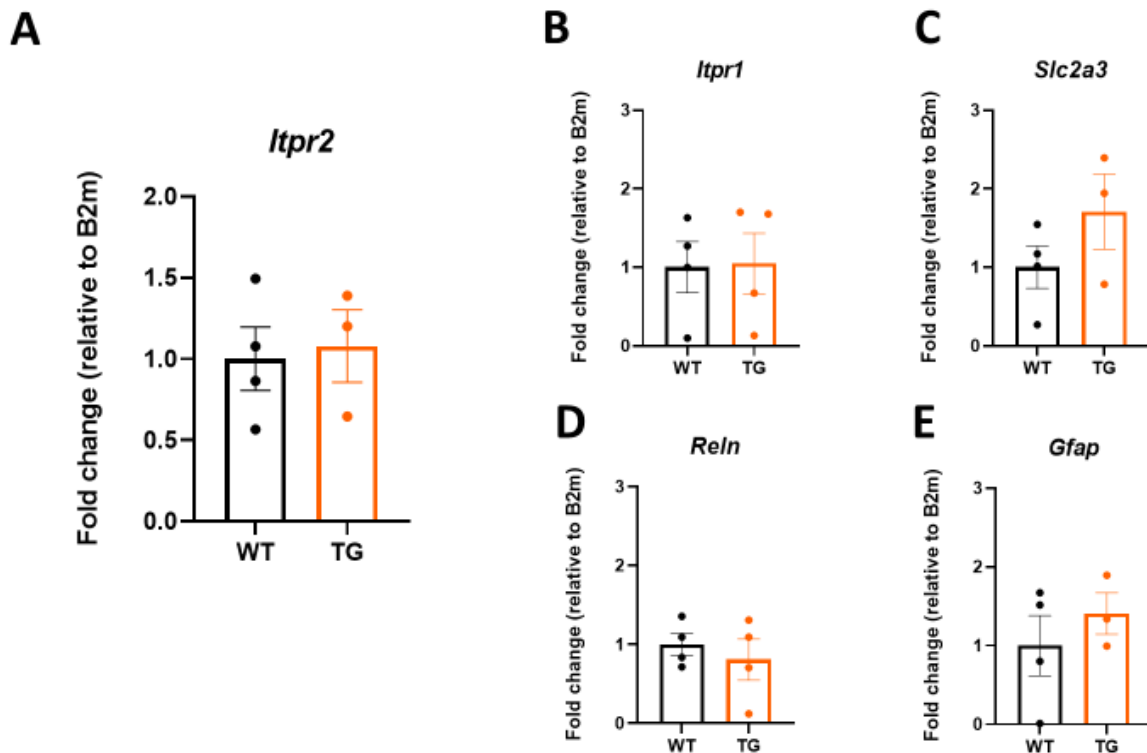 A
Itpr2
Fold change (relative to B2m)
2.0
1.5
1.0
0.5
0.0
WT TG
B
Itpr1
Fold change (relative to B2m)
3
2
1
0
WT TG
C
Slc2a3
Fold change (relative to B2m)
3
2
1
0
WT TG
D
Reln
Fold change (relative to B2m)
3
2
1
0
WT TG
E
Gfap
Fold change (relative to B2m)
3
2
1
0
WT TG